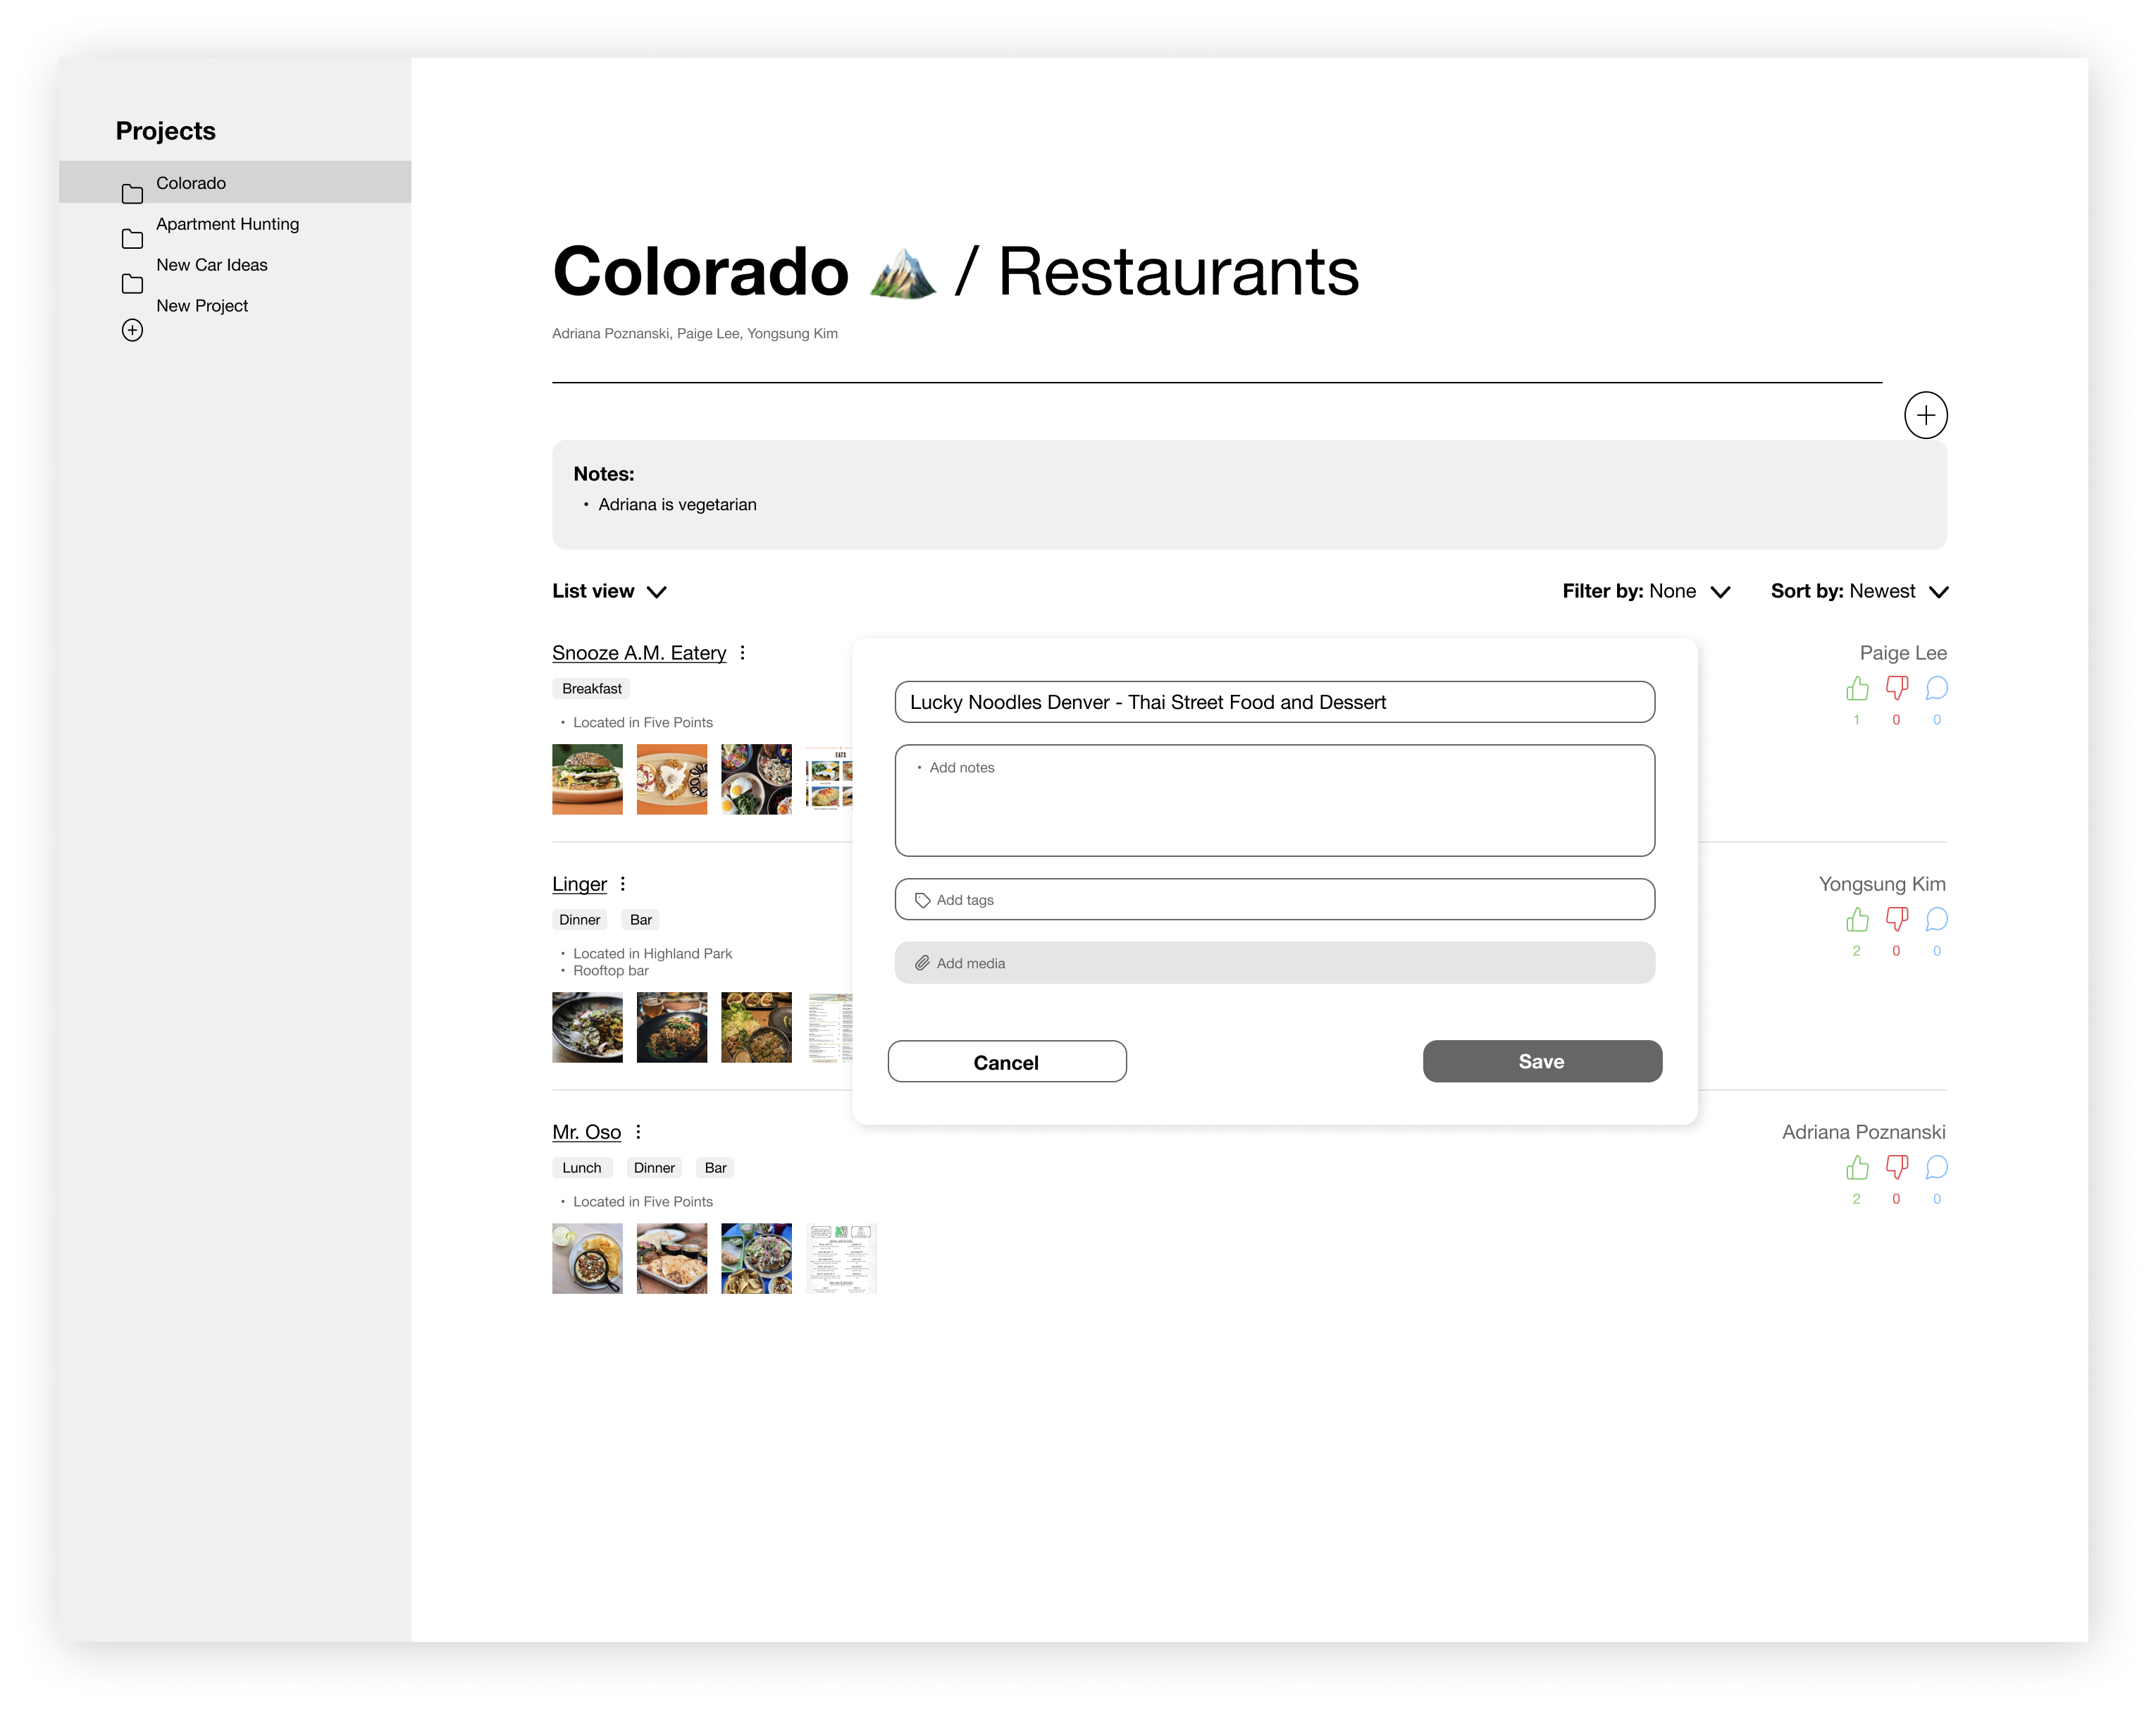 Projects
Colorado
Apartment Hunting
New Car Ideas
New Project
Colorado / Restaurants
Adriana Poznanski, Paige Lee, Yongsung Kim
Notes:
• Adriana is vegetarian
List view
Filter by: None
Sort by: Newest
Snooze A.M. Eatery
Paige Lee
Breakfast
1 0 0
• Located in Five Points
EATS
Lucky Noodles Denver - Thai Street Food and Dessert
• Add notes
Add tags
Add media
Cancel
Save
Linger
Yongsung Kim
Dinner Bar
2 0 0
• Located in Highland Park
• Rooftop bar
Mr. Oso
Adriana Poznanski
Lunch Dinner Bar
2 0 0
• Located in Five Points